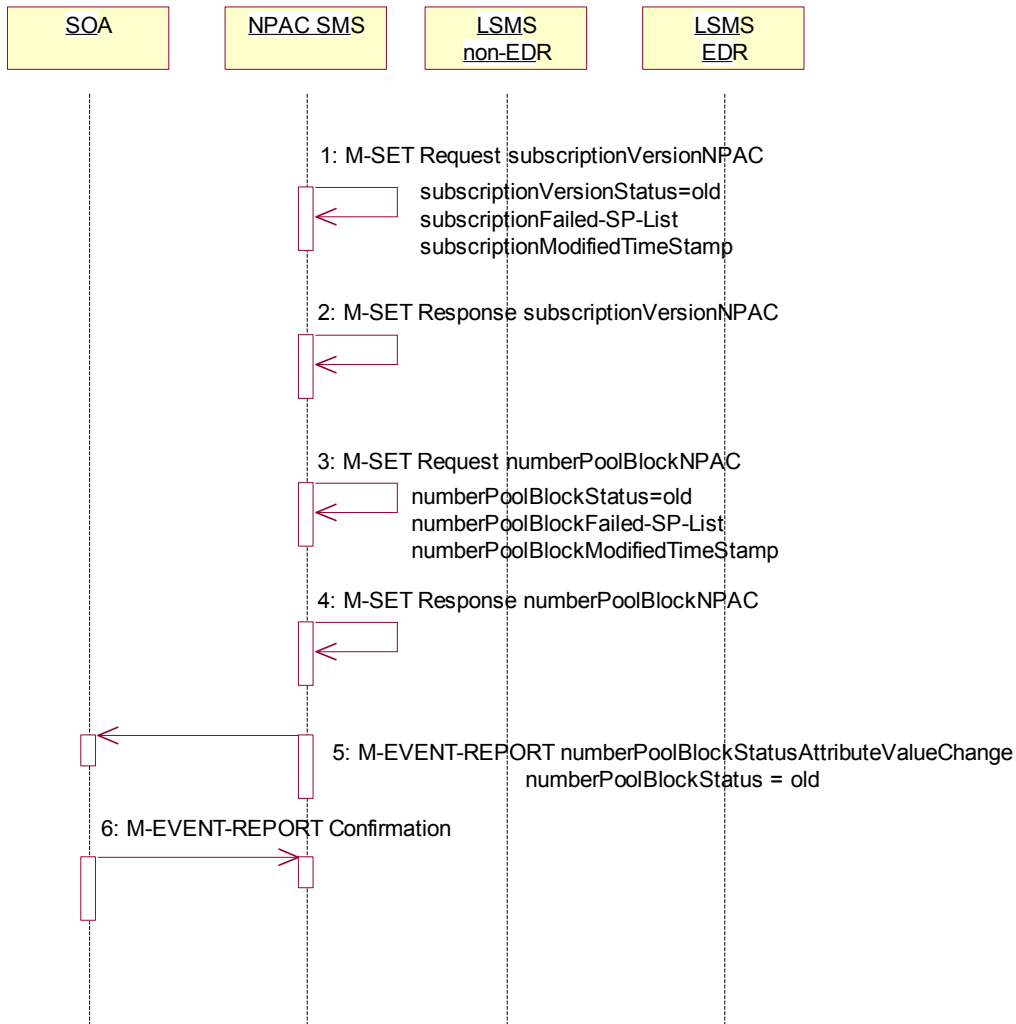 SOA
NPAC SMS
LSMS
non-EDR
LSMS
EDR
1: M-SET Request subscriptionVersionNPAC
subscriptionVersionStatus=old
subscriptionFailed-SP-List
subscriptionModifiedTimeStamp
2: M-SET Response subscriptionVersionNPAC
3: M-SET Request numberPoolBlockNPAC
numberPoolBlockStatus=old
numberPoolBlockFailed-SP-List
numberPoolBlockModifiedTimeStamp
4: M-SET Response numberPoolBlockNPAC
5: M-EVENT-REPORT numberPoolBlockStatusAttributeValueChange
numberPoolBlockStatus = old
6: M-EVENT-REPORT Confirmation